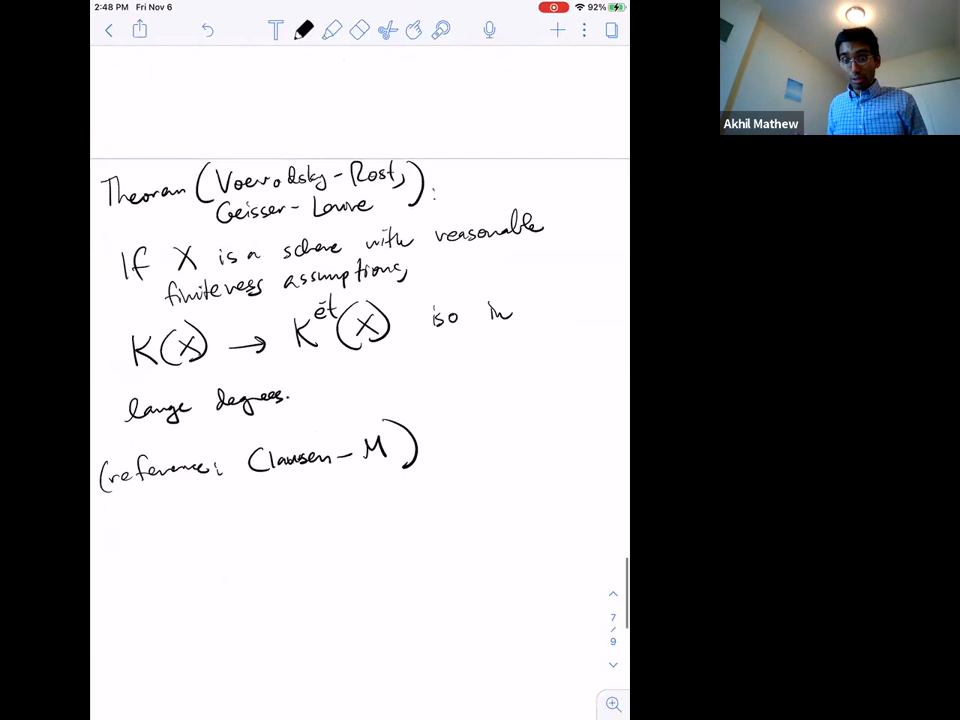 2:48 PM Fri Nov 6
92%
Akhil Mathew
Theorem (Voevodsky-Rost,
Geisser-Levine):
If X is a scheme with reasonable
finiteness assumptions,
K(X) → K^ét(X) iso in
large degrees.
(reference: Clausen-M)
7
/
9